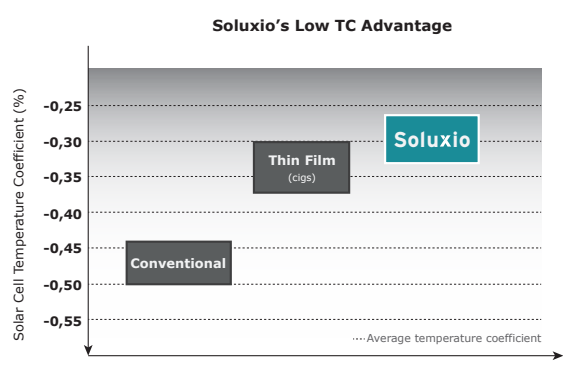 Soluxio's Low TC Advantage
Solar Cell Temperature Coefficient (%)
-0,25
-0,30
-0,35
-0,40
-0,45
-0,50
-0,55
Soluxio
Thin Film
(cigs)
Conventional
Average temperature coefficient